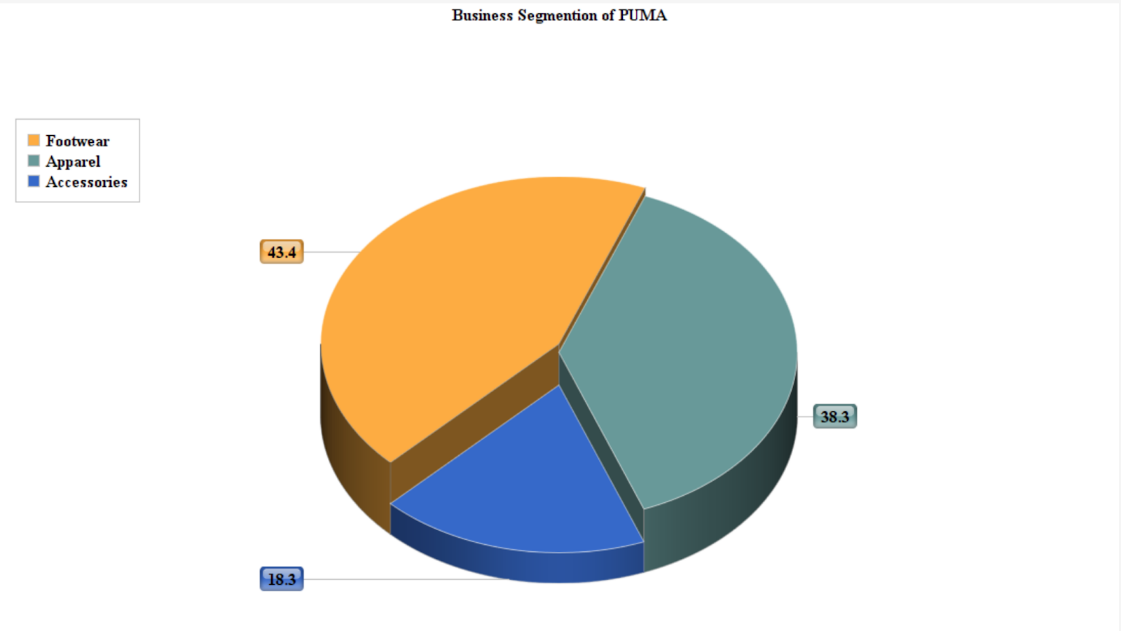 Business Segmention of PUMA
Footwear
Apparel
Accessories
43.4
38.3
18.3